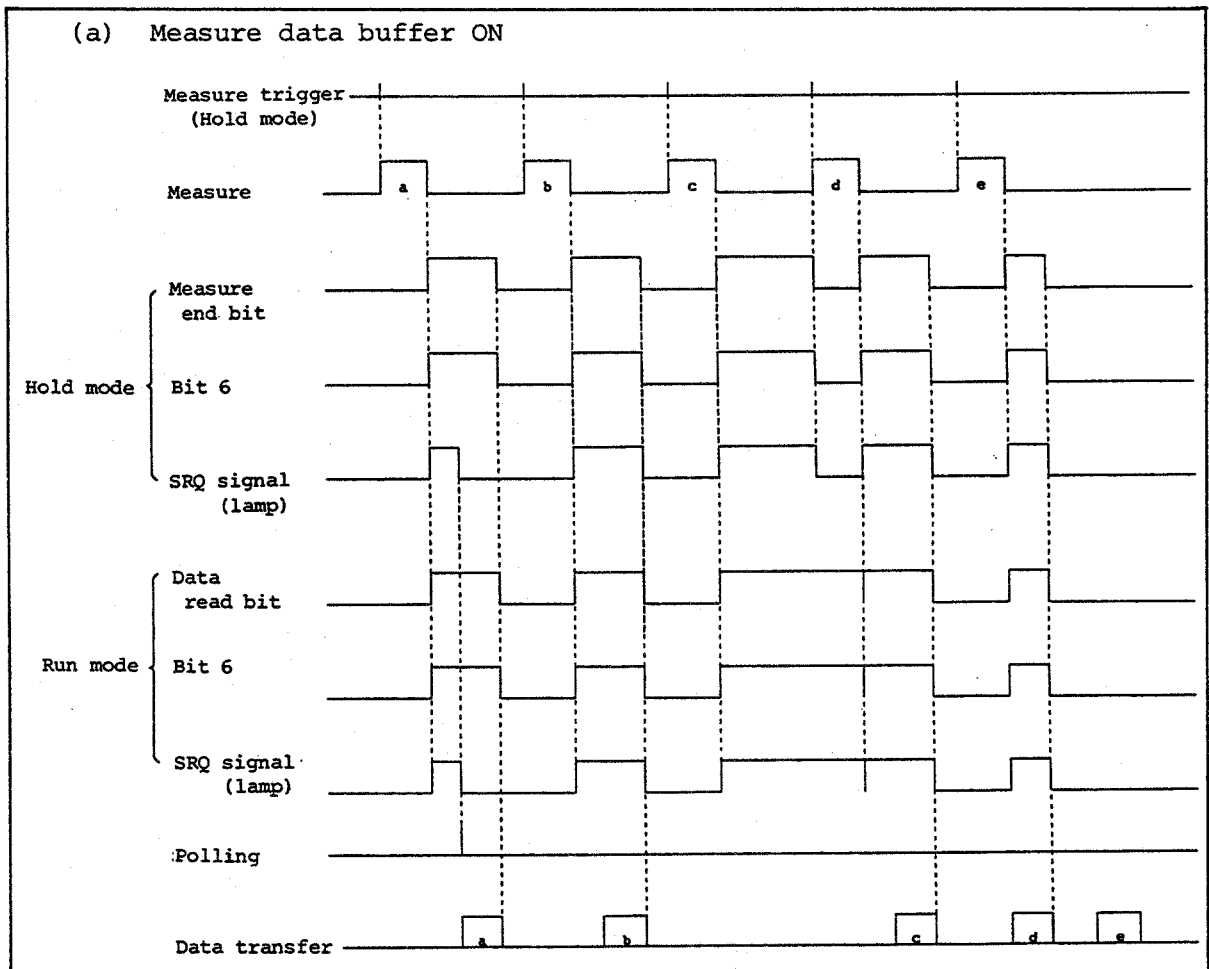 (a) Measure data buffer ON
Measure trigger
(Hold mode)
Measure
a b c d e
Measure
end bit
Hold mode
Bit 6
SRQ signal
(lamp)
Data
read bit
Run mode
Bit 6
SRQ signal
(lamp)
Polling
Data transfer
a b c d e